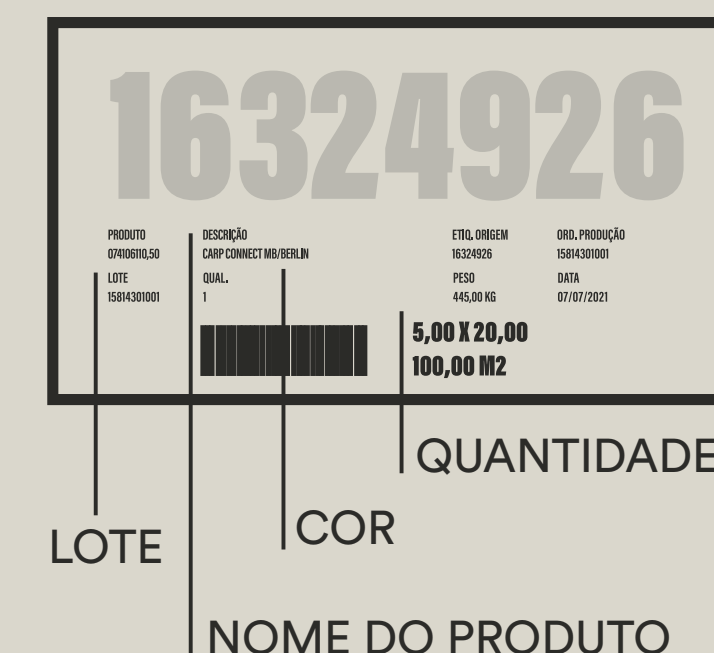 16324926
PRODUTO DESCRIÇÃO ETIQ. ORIGEM ORD. PRODUÇÃO
074106110,50 CARP CONNECT MB/BERLIN 16324926 15814301001
LOTE QUAL. PESO DATA
15814301001 1 445,00 KG 07/07/2021
5,00 X 20,00
100,00 M2
QUANTIDADE
COR
LOTE
NOME DO PRODUTO